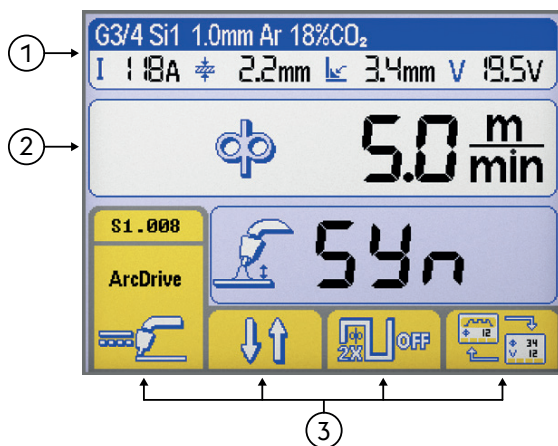 G3/4 Si1 1.0mm Ar 18%CO₂
I 118A 2.2mm 3.4mm V 19.5V
5.0 m/min
S1.008
ArcDrive
SYn
2X OFF
12
34
V 12
1
2
3